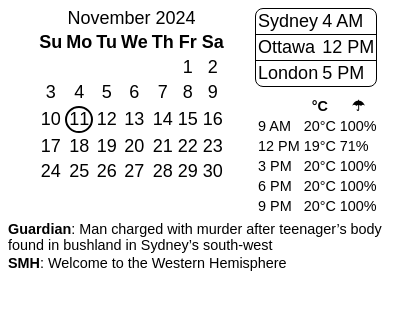 November 2024
Su Mo Tu We Th Fr Sa
1 2
3 4 5 6 7 8 9
10 11 12 13 14 15 16
17 18 19 20 21 22 23
24 25 26 27 28 29 30
Sydney 4 AM
Ottawa 12 PM
London 5 PM
°C ☂
9 AM 20°C 100%
12 PM 19°C 71%
3 PM 20°C 100%
6 PM 20°C 100%
9 PM 20°C 100%
Guardian: Man charged with murder after teenager’s body
found in bushland in Sydney’s south-west
SMH: Welcome to the Western Hemisphere